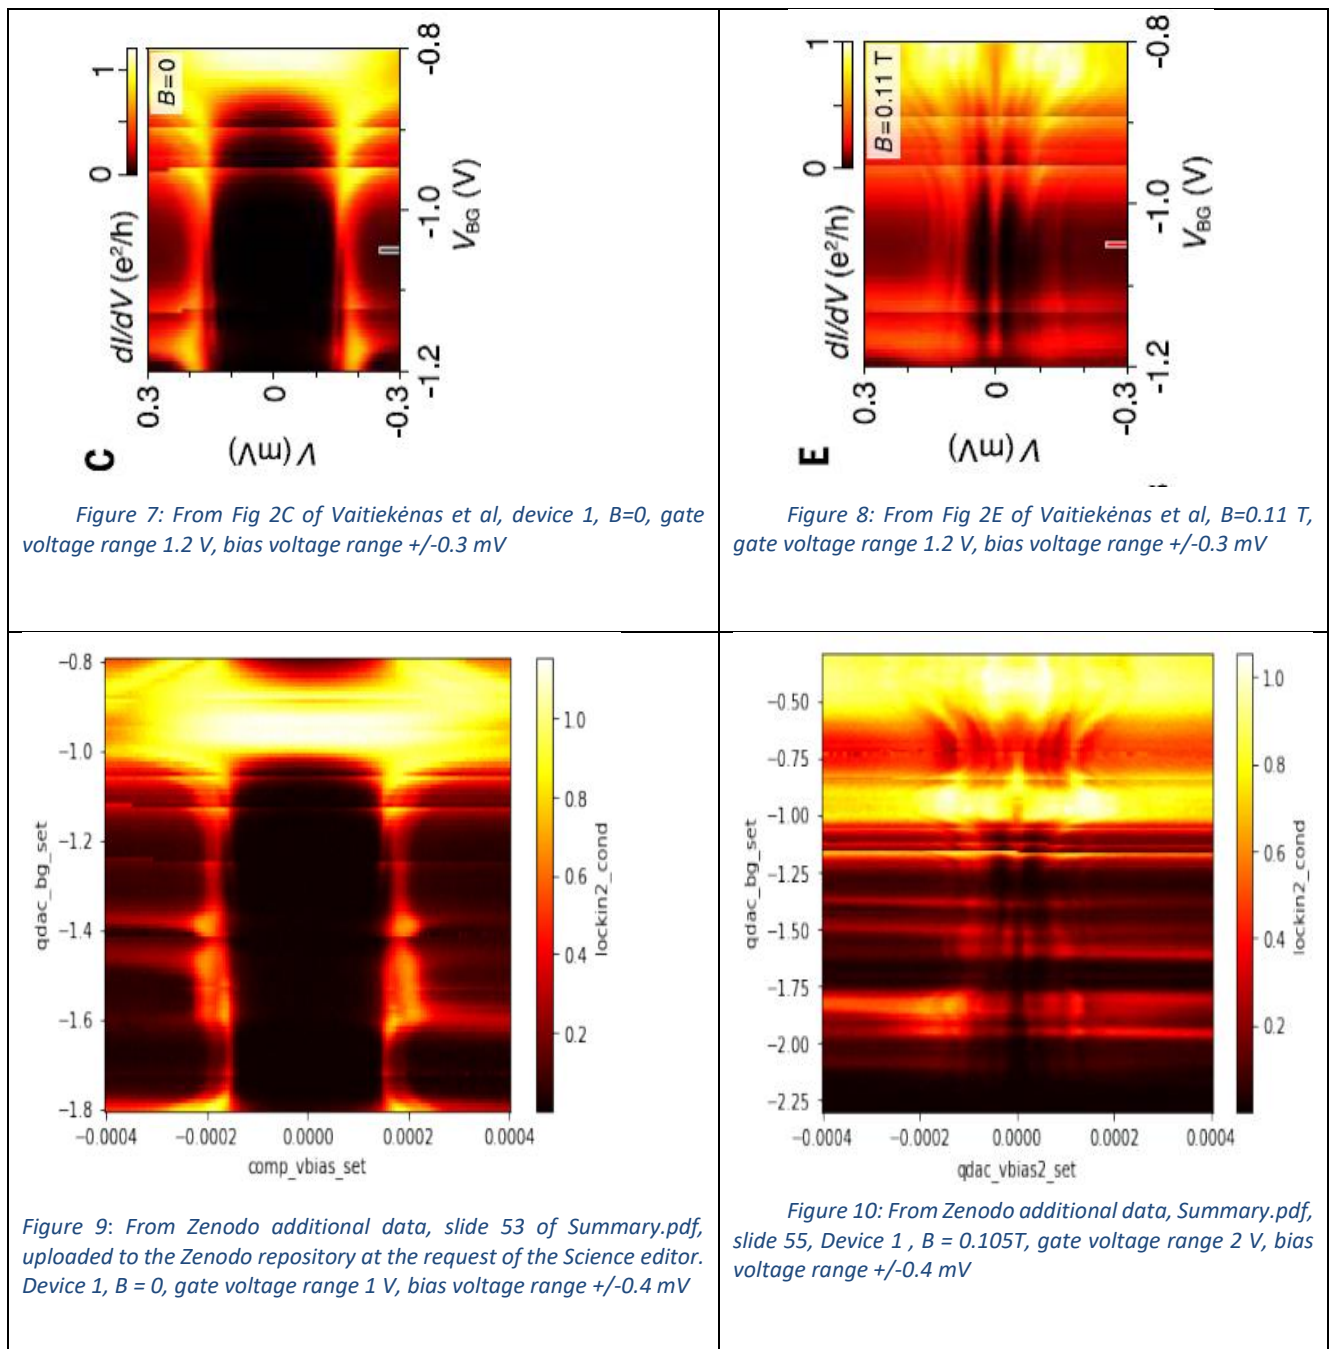 C
dI/dV (e²/h)
0
1
B=0
V (mV)
0.3
0
-0.3
-1.2
-1.0
-0.8
V_BG (V)
Figure 7: From Fig 2C of Vaitiekėnas et al, device 1, B=0, gate
voltage range 1.2 V, bias voltage range +/-0.3 mV
E
dI/dV (e²/h)
0
1
B=0.11 T
V (mV)
0.3
0
-0.3
-1.2
-1.0
-0.8
V_BG (V)
Figure 8: From Fig 2E of Vaitiekėnas et al, B=0.11 T,
gate voltage range 1.2 V, bias voltage range +/-0.3 mV
−0.8
−1.0
−1.2
−1.4
−1.6
−1.8
qdac_bg_set
−0.0004
−0.0002
0.0000
0.0002
0.0004
comp_vbias_set
1.0
0.8
0.6
0.4
0.2
lockin2_cond
Figure 9: From Zenodo additional data, slide 53 of Summary.pdf,
uploaded to the Zenodo repository at the request of the Science editor.
Device 1, B = 0, gate voltage range 1 V, bias voltage range +/-0.4 mV
−0.50
−0.75
−1.00
−1.25
−1.50
−1.75
−2.00
−2.25
qdac_bg_set
−0.0004
−0.0002
0.0000
0.0002
0.0004
qdac_vbias2_set
1.0
0.8
0.6
0.4
0.2
lockin2_cond
Figure 10: From Zenodo additional data, Summary.pdf,
slide 55, Device 1 , B = 0.105T, gate voltage range 2 V, bias
voltage range +/-0.4 mV